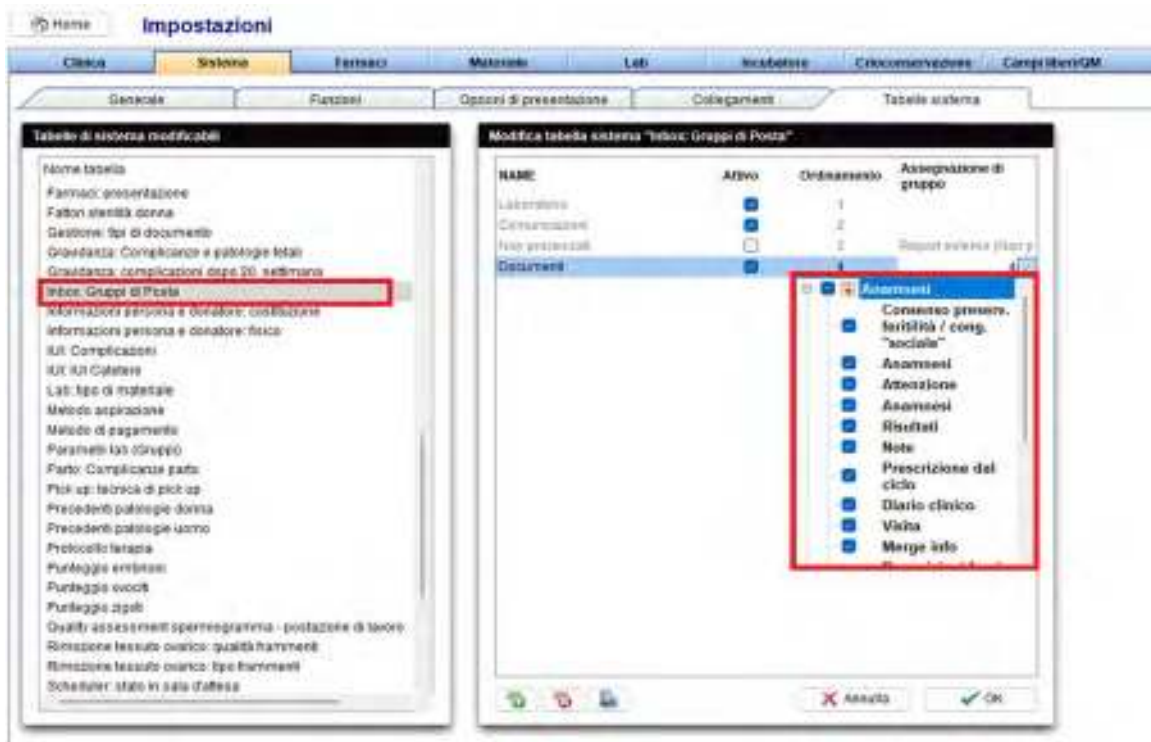 Home
Impostazioni
Clinica
Sistema
Farmaci
Materiale
Lab
Incubatore
Crioconservazione
Campi liberi/QM
Generale
Funzioni
Opzioni di presentazione
Collegamenti
Tabelle sistema
Tabelle di sistema modificabili
Nome tabella
Farmaci: presentazione
Fattori sterilità donna
Gestione: tipi di documento
Gravidanza: Complicanze e patologie fetali
Gravidanza: complicazioni dopo 20. settimana
Inbox: Gruppi di Posta
Informazioni persona e donatore: costituzione
Informazioni persona e donatore: fisico
IUI: Complicazioni
IUI: IUI Catetere
Lab: tipo di materiale
Metodo aspirazione
Metodo di pagamento
Parametri lab (Gruppi)
Parto: Complicanze parto
Pick up: tecnica di pick up
Precedenti patologie donna
Precedenti patologie uomo
Protocollo terapia
Punteggio embrioni
Punteggio ovociti
Punteggio zigoti
Quality assessment spermiogramma - postazione di lavoro
Rimozione tessuto ovarico: qualità frammenti
Rimozione tessuto ovarico: tipo frammenti
Scheduler: stato in sala d'attesa
Modifica tabella sistema "Inbox: Gruppi di Posta"
NAME
Attivo
Ordinamento
Assegnazione di
gruppo
Laboratorio
1
Comunicazioni
2
Documenti
4
4
Anamnesi
Consenso preserv.
fertilità / cong.
"sociale"
Anamnesi
Attenzione
Anamnesi
Risultati
Note
Prescrizione dal
ciclo
Diario clinico
Visita
Merge info
Annulla
OK